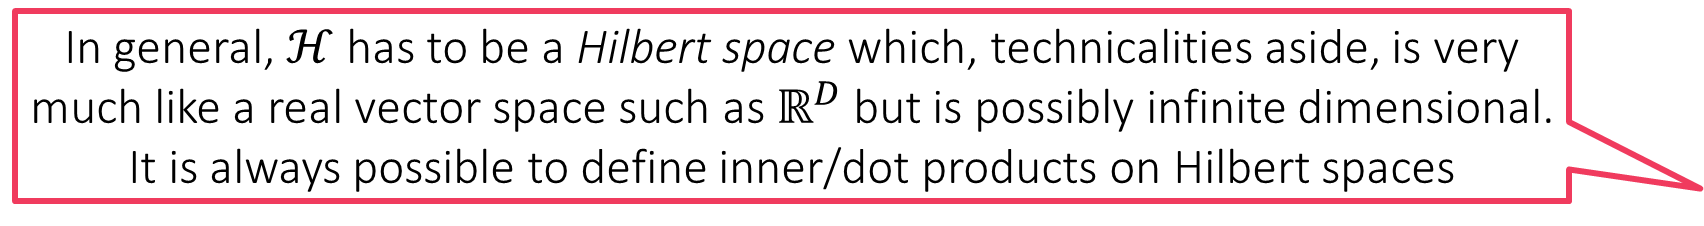 In general, ℋ has to be a Hilbert space which, technicalities aside, is very
much like a real vector space such as ℝᴰ but is possibly infinite dimensional.
It is always possible to define inner/dot products on Hilbert spaces